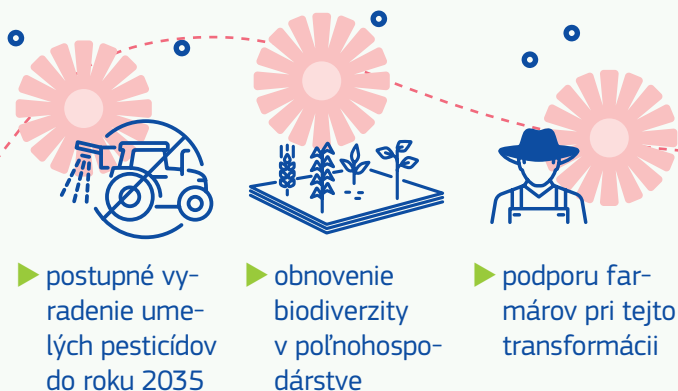 postupné vy-
radenie ume-
lých pesticídov
do roku 2035
obnovenie
biodiverzity
v poľnohospo-
dárstve
podporu far-
márov pri tejto
transformácii